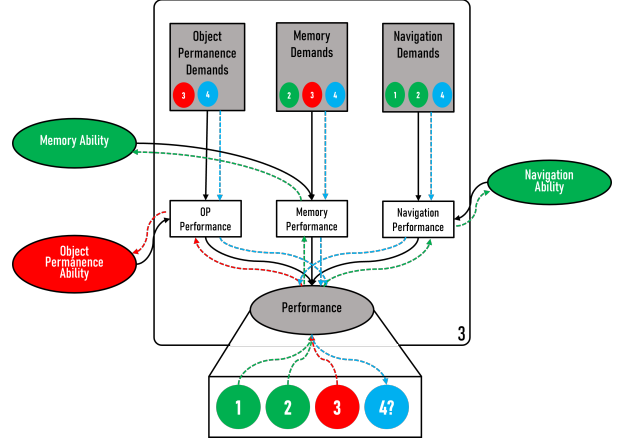 Object
Permanence
Demands
3 4
Memory
Demands
2 3 4
Navigation
Demands
1 2 4
Memory Ability
Navigation
Ability
OP
Performance
Memory
Performance
Navigation
Performance
Object
Permanence
Ability
Performance
3
1 2 3 4?